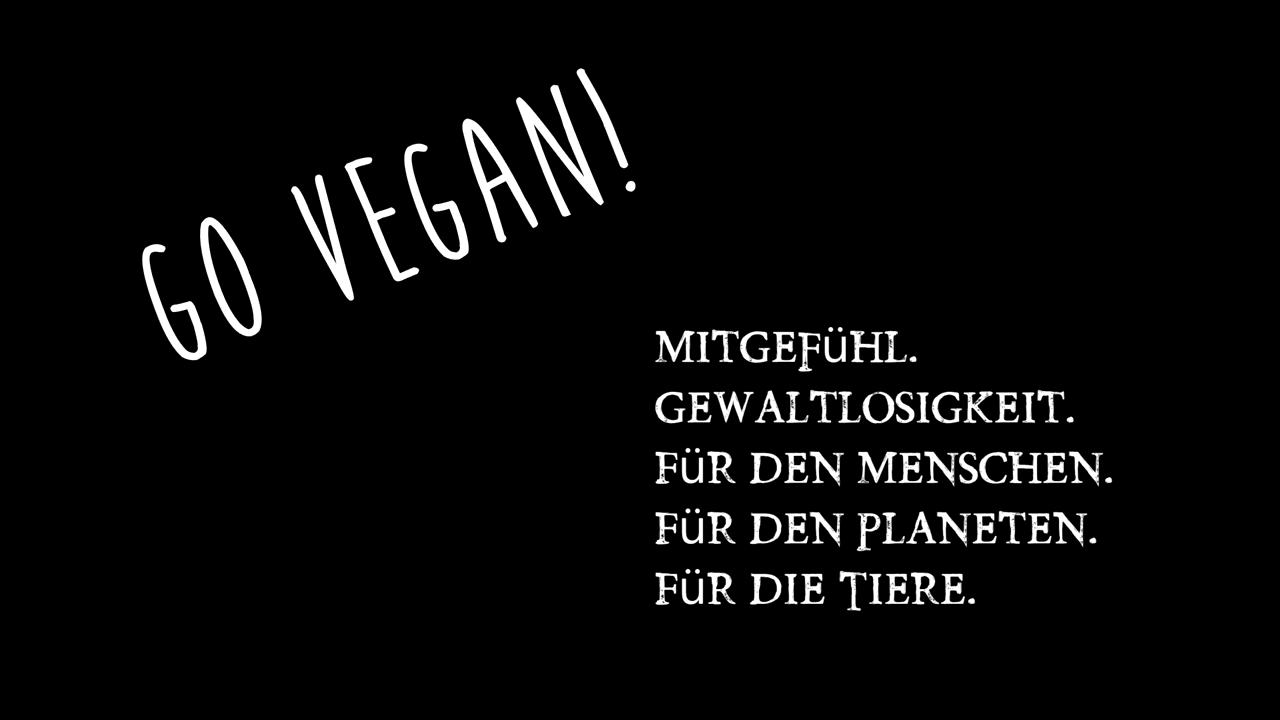 GO VEGAN!
MITGEFÜHL.
GEWALTLOSIGKEIT.
FÜR DEN MENSCHEN.
FÜR DEN PLANETEN.
FÜR DIE TIERE.